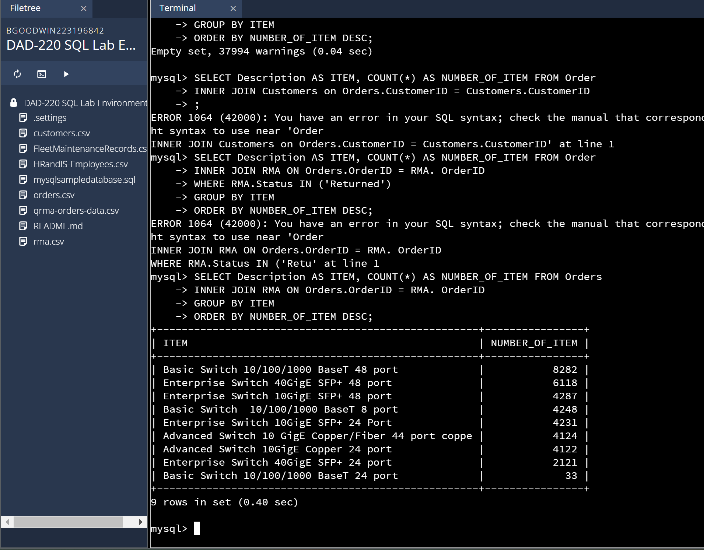 Filetree ×
BGOODWIN223196842
DAD-220 SQL Lab E...
DAD-220 SQL Lab Environment
.settings
customers.csv
FleetMaintenanceRecords.cs
HRandIS-Employees.csv
mysqlsampledatabase.sql
orders.csv
qrma-orders-data.csv
README.md
rma.csv
Terminal ×
-> GROUP BY ITEM
-> ORDER BY NUMBER_OF_ITEM DESC;
Empty set, 37994 warnings (0.04 sec)
mysql> SELECT Description AS ITEM, COUNT(*) AS NUMBER_OF_ITEM FROM Order
-> INNER JOIN Customers on Orders.CustomerID = Customers.CustomerID
-> ;
ERROR 1064 (42000): You have an error in your SQL syntax; check the manual that correspond
ht syntax to use near 'Order
INNER JOIN Customers on Orders.CustomerID = Customers.CustomerID' at line 1
mysql> SELECT Description AS ITEM, COUNT(*) AS NUMBER_OF_ITEM FROM Order
-> INNER JOIN RMA ON Orders.OrderID = RMA. OrderID
-> WHERE RMA.Status IN ('Returned')
-> GROUP BY ITEM
-> ORDER BY NUMBER_OF_ITEM DESC;
ERROR 1064 (42000): You have an error in your SQL syntax; check the manual that correspond
ht syntax to use near 'Order
INNER JOIN RMA ON Orders.OrderID = RMA. OrderID
WHERE RMA.Status IN ('Retu' at line 1
mysql> SELECT Description AS ITEM, COUNT(*) AS NUMBER_OF_ITEM FROM Orders
-> INNER JOIN RMA ON Orders.OrderID = RMA. OrderID
-> GROUP BY ITEM
-> ORDER BY NUMBER_OF_ITEM DESC;
+----------------------------------------------------+----------------+
| ITEM | NUMBER_OF_ITEM |
+----------------------------------------------------+----------------+
| Basic Switch 10/100/1000 BaseT 48 port | 8282 |
| Enterprise Switch 40GigE SFP+ 48 port | 6118 |
| Enterprise Switch 10GigE SFP+ 48 port | 4287 |
| Basic Switch  10/100/1000 BaseT 8 port | 4248 |
| Enterprise Switch 10GigE SFP+ 24 Port | 4231 |
| Advanced Switch 10 GigE Copper/Fiber 44 port coppe | 4124 |
| Advanced Switch 10GigE Copper 24 port | 4122 |
| Enterprise Switch 40GigE SFP+ 24 port | 2121 |
| Basic Switch 10/100/1000 BaseT 24 port | 33 |
+----------------------------------------------------+----------------+
9 rows in set (0.40 sec)
mysql>